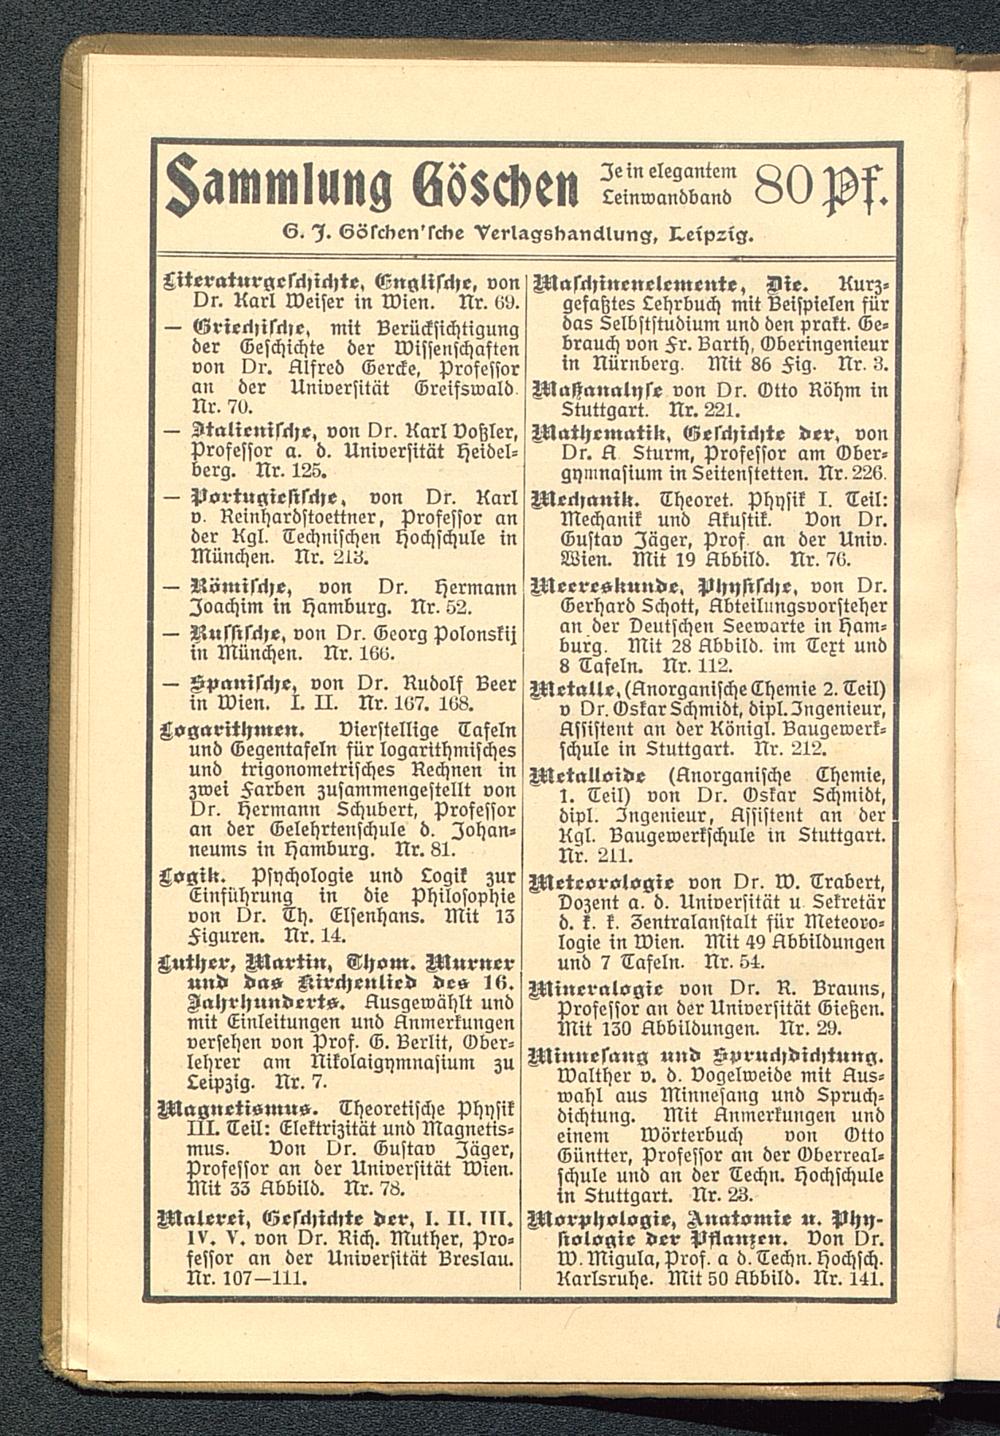 Sammlung Göschen Je in elegantem Leinwandband 80 Pf.
G. J. Göschen'sche Verlagshandlung, Leipzig.
Literaturgeschichte, Englische, von
Dr. Karl Weiser in Wien. Nr. 69.
— Griechische, mit Berücksichtigung
der Geschichte der Wissenschaften
von Dr. Alfred Gercke, Professor
an der Universität Greifswald.
Nr. 70.
— Italienische, von Dr. Karl Voßler,
Professor a. d. Universität Heidel-
berg. Nr. 125.
— Portugiesische, von Dr. Karl
v. Reinhardstoettner, Professor an
der Kgl. Technischen Hochschule in
München. Nr. 213.
— Römische, von Dr. Hermann
Joachim in Hamburg. Nr. 52.
— Russische, von Dr. Georg Polonskij
in München. Nr. 166.
— Spanische, von Dr. Rudolf Beer
in Wien. I. II. Nr. 167. 168.
Logarithmen. Vierstellige Tafeln
und Gegentafeln für logarithmisches
und trigonometrisches Rechnen in
zwei Farben zusammengestellt von
Dr. Hermann Schubert, Professor
an der Gelehrtenschule d. Johan-
neums in Hamburg. Nr. 81.
Logik. Psychologie und Logik zur
Einführung in die Philosophie
von Dr. Th. Elsenhans. Mit 13
Figuren. Nr. 14.
Luther, Martin, Thom. Murner
und das Kirchenlied des 16.
Jahrhunderts. Ausgewählt und
mit Einleitungen und Anmerkungen
versehen von Prof. G. Berlit, Ober-
lehrer am Nikolaigymnasium zu
Leipzig. Nr. 7.
Magnetismus. Theoretische Physik
III. Teil: Elektrizität und Magnetis-
mus. Von Dr. Gustav Jäger,
Professor an der Universität Wien.
Mit 33 Abbild. Nr. 78.
Malerei, Geschichte der, I. II. III.
IV. V. von Dr. Rich. Muther, Pro-
fessor an der Universität Breslau.
Nr. 107—111.
Maschinenelemente, Die. Kurz-
gefaßtes Lehrbuch mit Beispielen für
das Selbststudium und den prakt. Ge-
brauch von Fr. Barth, Oberingenieur
in Nürnberg. Mit 86 Fig. Nr. 3.
Maßanalyse von Dr. Otto Röhm in
Stuttgart. Nr. 221.
Mathematik, Geschichte der, von
Dr. A Sturm, Professor am Ober-
gymnasium in Seitenstetten. Nr. 226.
Mechanik. Theoret. Physik I. Teil:
Mechanik und Akustik. Von Dr.
Gustav Jäger, Prof an der Univ.
Wien. Mit 19 Abbild. Nr. 76.
Meereskunde, Physische, von Dr.
Gerhard Schott, Abteilungsvorsteher
an der Deutschen Seewarte in Ham-
burg. Mit 28 Abbild. im Text und
8 Tafeln. Nr. 112.
Metalle, (Anorganische Chemie 2. Teil)
v Dr. Oskar Schmidt, dipl. Ingenieur,
Assistent an der Königl. Baugewerk-
schule in Stuttgart. Nr. 212.
Metalloide (Anorganische Chemie,
1. Teil) von Dr. Oskar Schmidt,
dipl. Ingenieur, Assistent an der
Kgl. Baugewerkschule in Stuttgart.
Nr. 211.
Meteorologie von Dr. W. Trabert,
Dozent a. d. Universität u Sekretär
d. k. k. Zentralanstalt für Meteoro-
logie in Wien. Mit 49 Abbildungen
und 7 Tafeln. Nr. 54.
Mineralogie von Dr. R. Brauns,
Professor an der Universität Gießen.
Mit 130 Abbildungen. Nr. 29.
Minnesang und Spruchdichtung.
Walther v. d. Vogelweide mit Aus-
wahl aus Minnesang und Spruch-
dichtung. Mit Anmerkungen und
einem Wörterbuch von Otto
Güntter, Professor an der Oberreal-
schule und an der Techn. Hochschule
in Stuttgart. Nr. 23.
Morphologie, Anatomie u. Phy-
siologie der Pflanzen. Von Dr.
W. Migula, Prof. a d. Techn. Hochsch.
Karlsruhe. Mit 50 Abbild. Nr. 141.